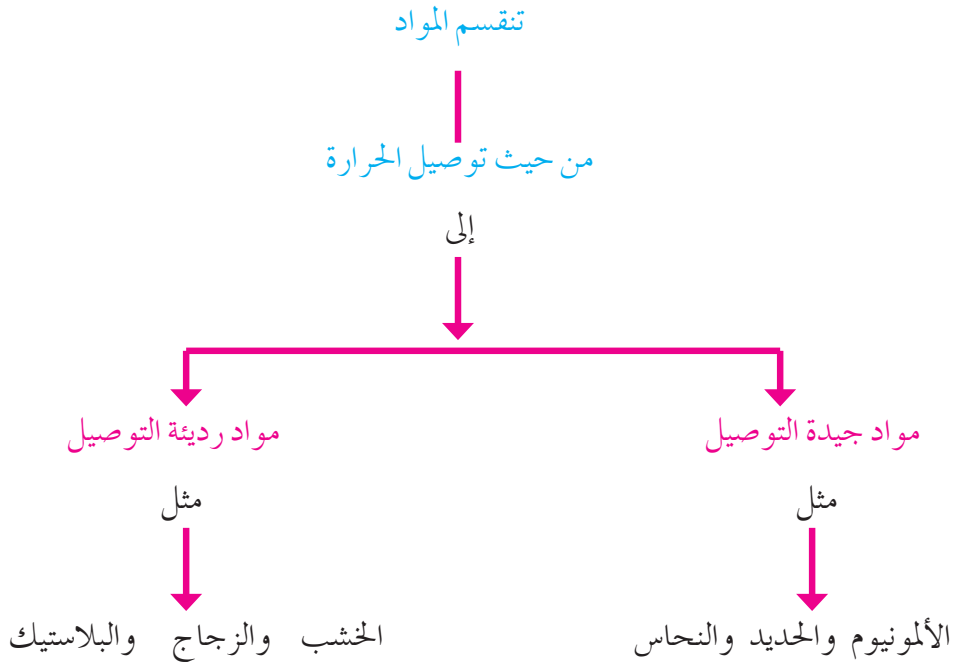 تنقسم المواد
من حيث توصيل الحرارة
إلى
مواد جيدة التوصيل
مواد رديئة التوصيل
مثل
مثل
الألمونيوم والحديد والنحاس
الخشب والزجاج والبلاستيك